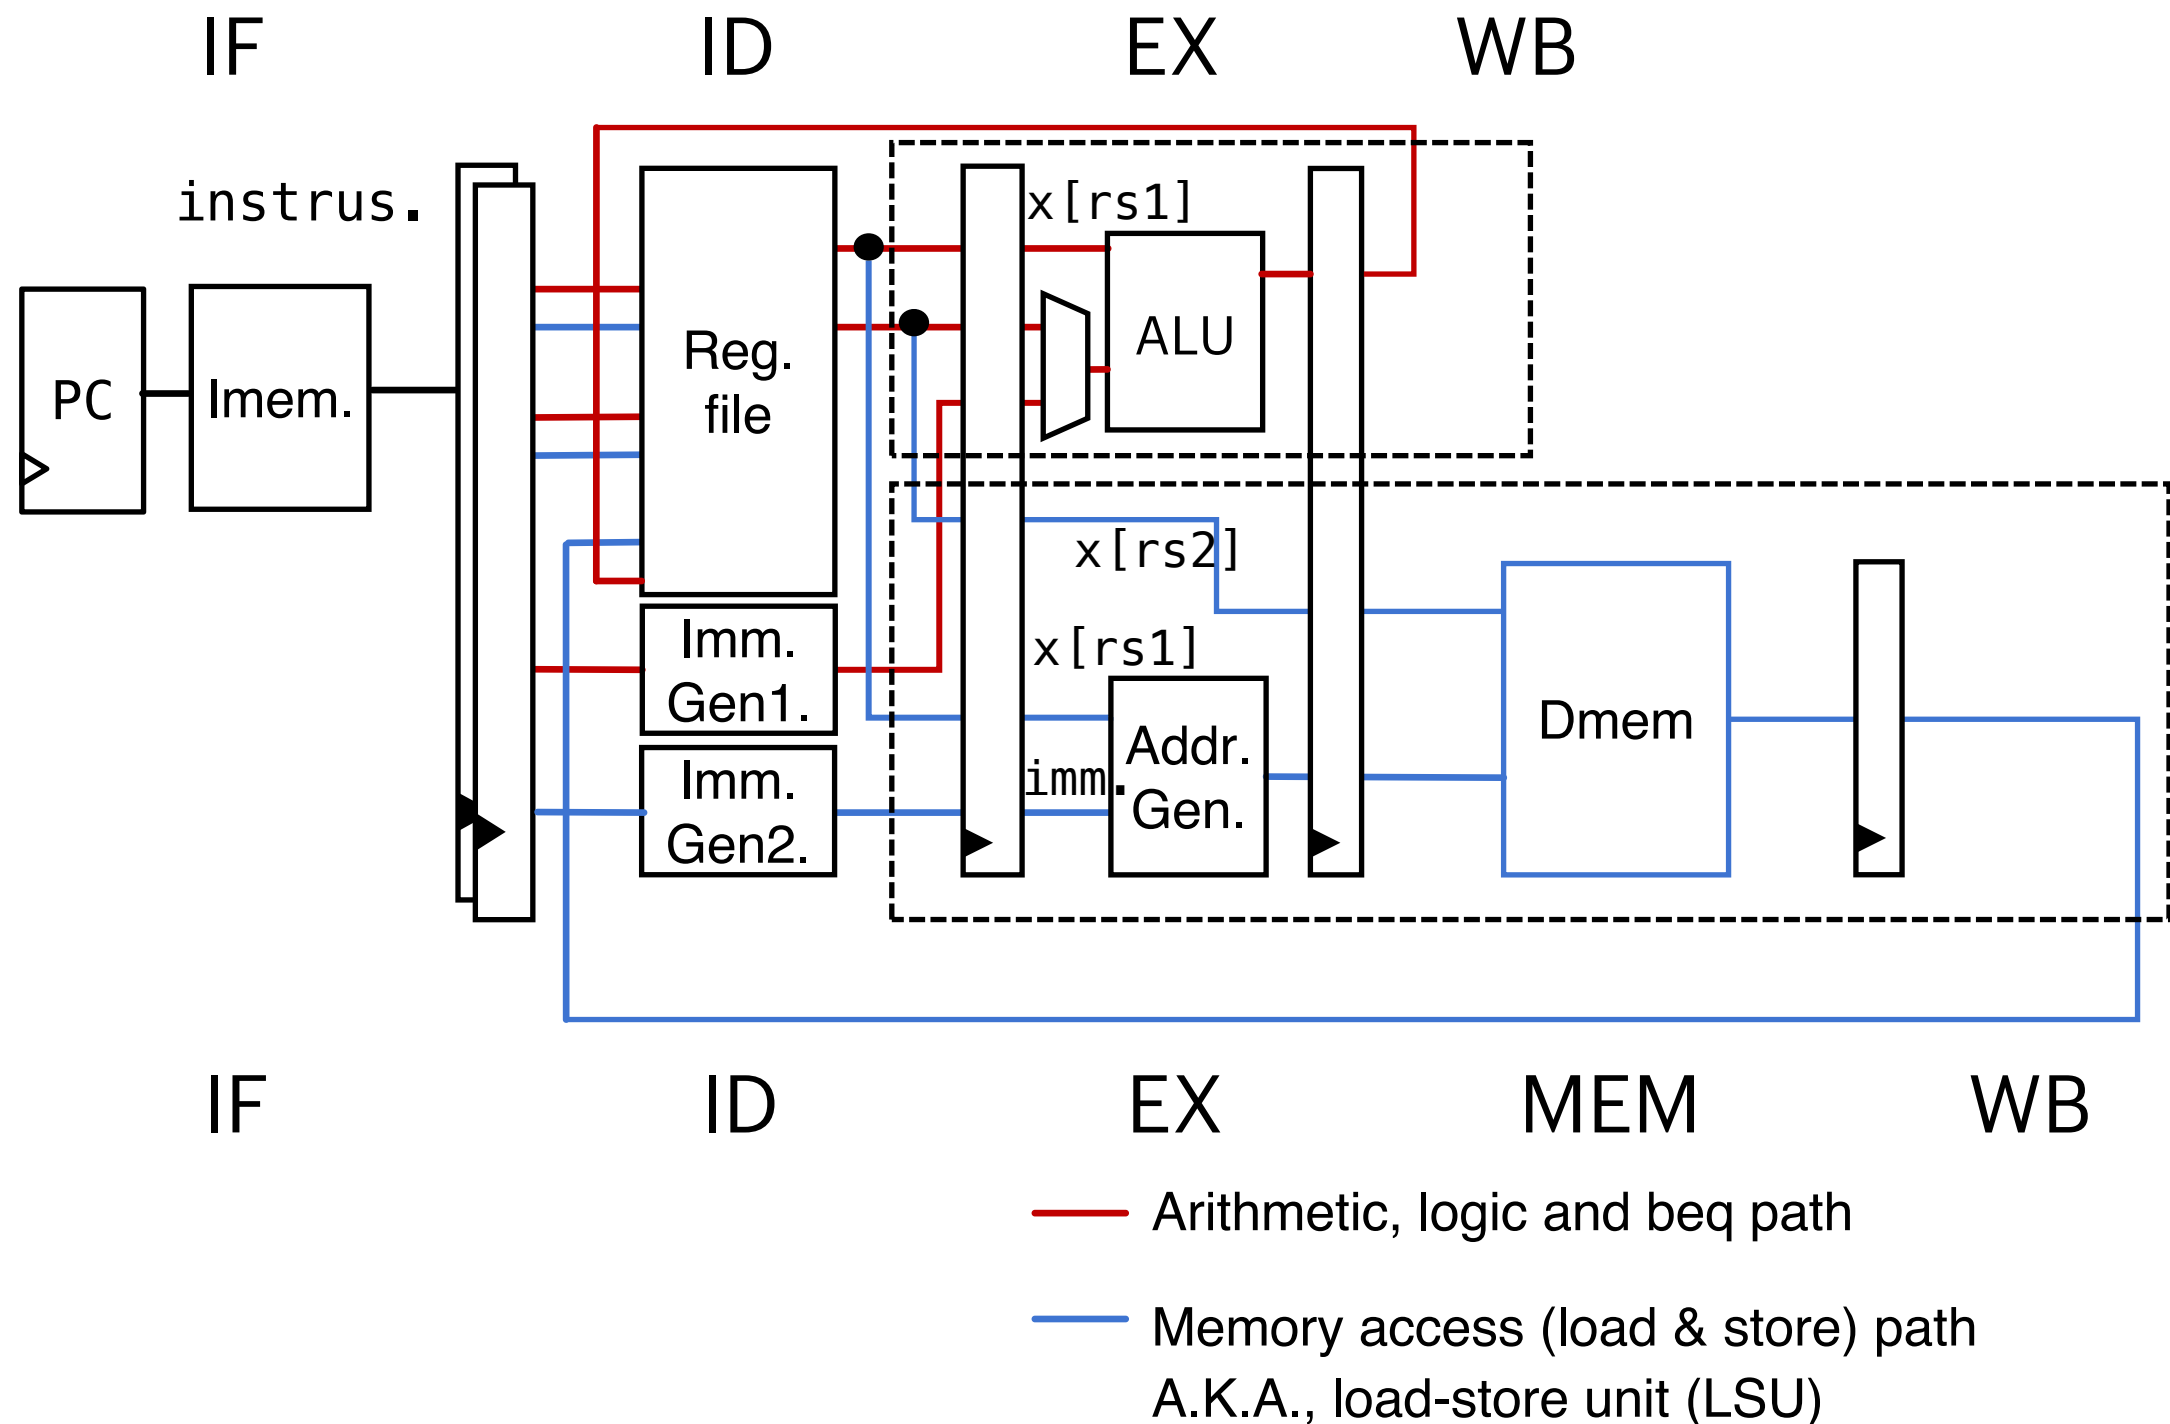 IF ID EX WB
instrus.
x[rs1]
PC
Imem.
Reg.
file
ALU
x[rs2]
Imm.
Gen1.
x[rs1]
Imm.
Gen2.
imm.
Addr.
Gen.
Dmem
IF ID EX MEM WB
Arithmetic, logic and beq path
Memory access (load & store) path
A.K.A., load-store unit (LSU)